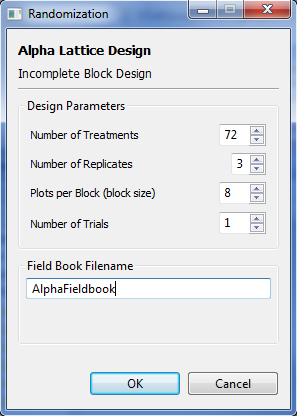 Randomization
Alpha Lattice Design
Incomplete Block Design
Design Parameters
Number of Treatments 72
Number of Replicates 3
Plots per Block (block size) 8
Number of Trials 1
Field Book Filename
AlphaFieldbook
OK Cancel